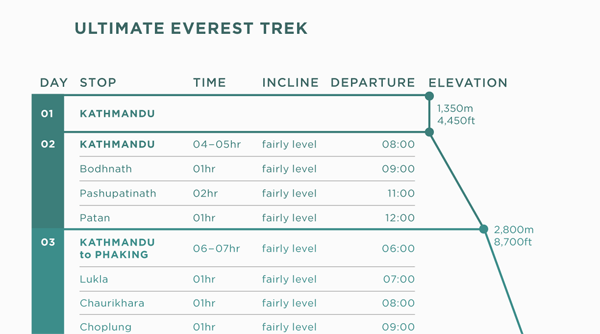 ULTIMATE EVEREST TREK
DAY STOP TIME INCLINE DEPARTURE ELEVATION
01 KATHMANDU
1,350m
4,450ft
02 KATHMANDU 04–05hr fairly level 08:00
Bodhnath 01hr fairly level 09:00
Pashupatinath 02hr fairly level 11:00
Patan 01hr fairly level 12:00
2,800m
8,700ft
03 KATHMANDU
to PHAKING 06–07hr fairly level 06:00
Lukla 01hr fairly level 07:00
Chaurikhara 01hr fairly level 08:00
Choplung 01hr fairly level 09:00